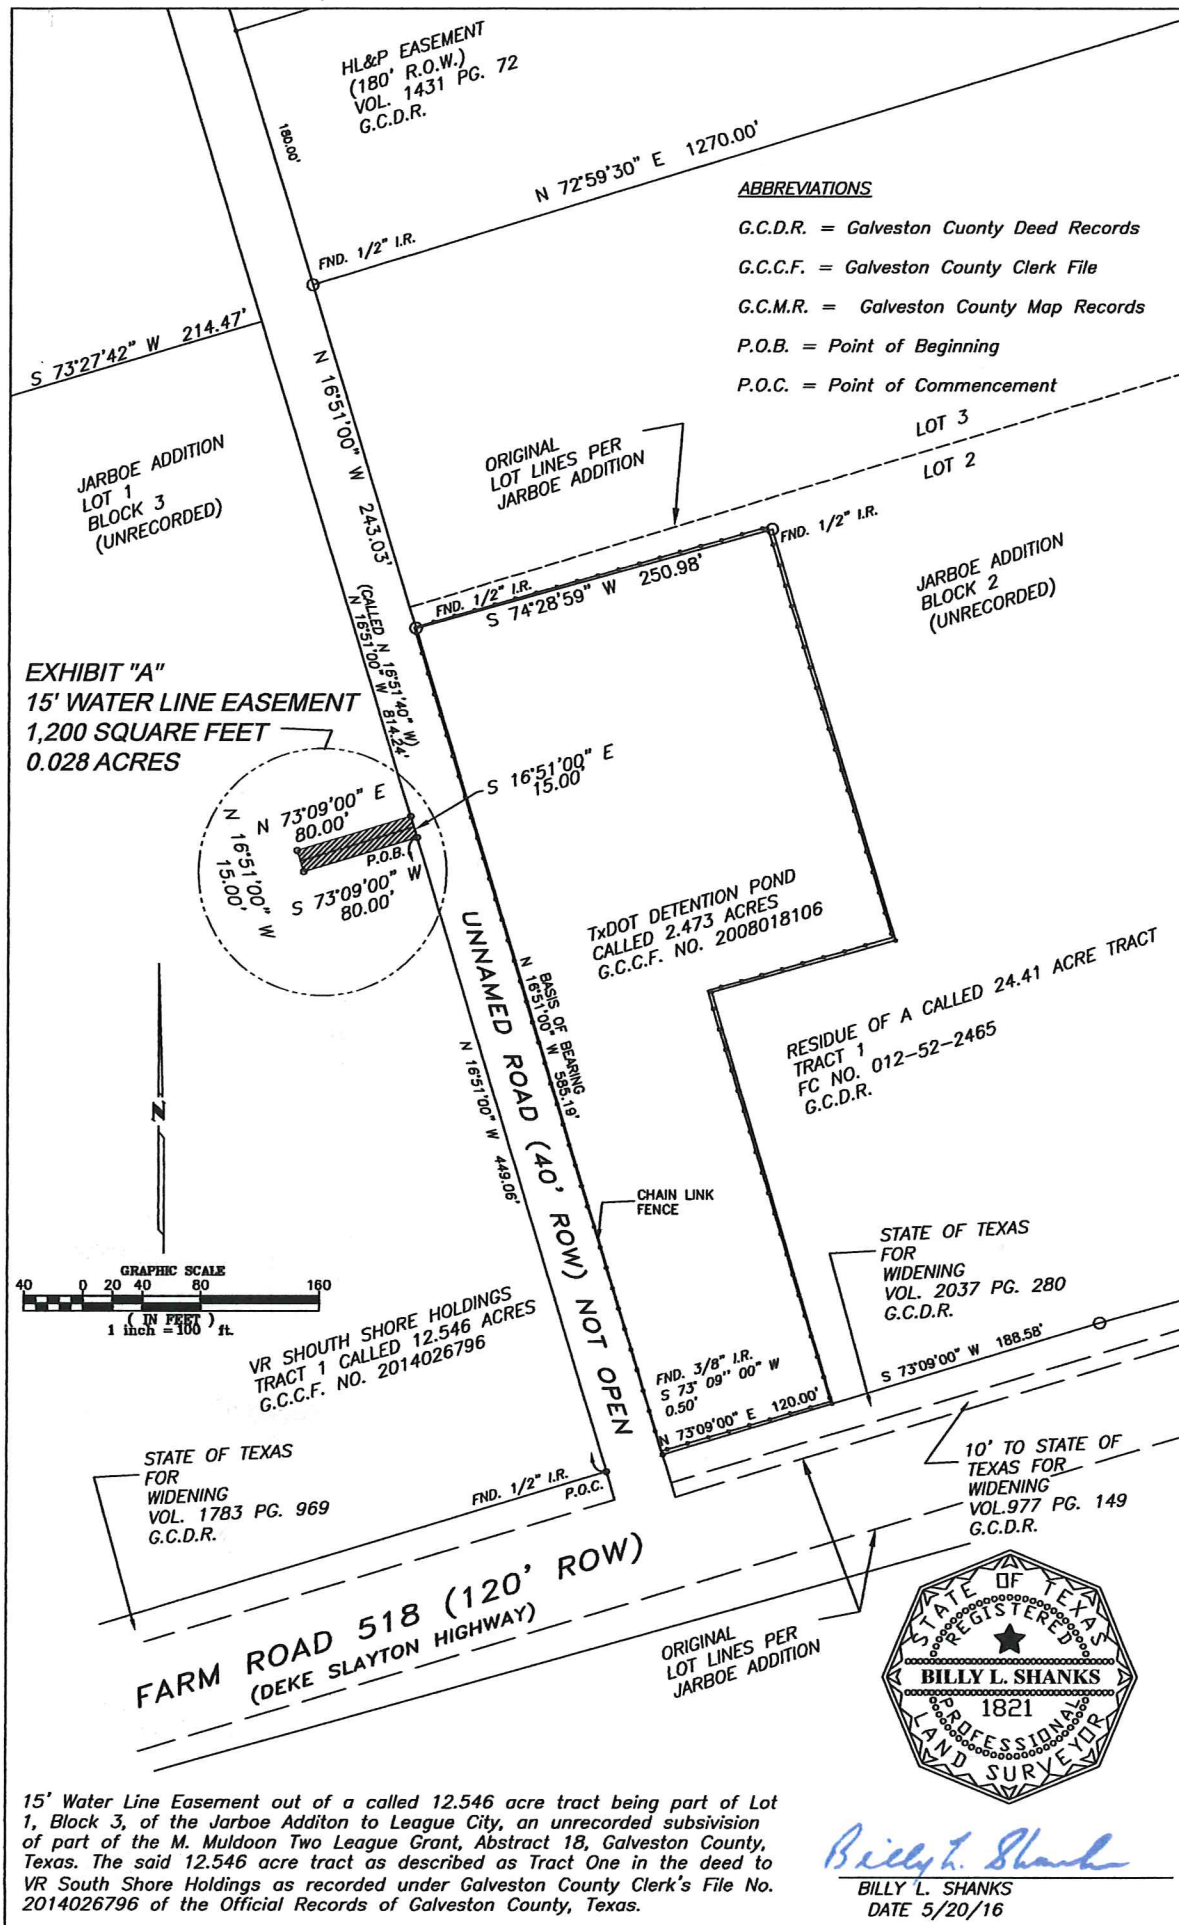 HL&P EASEMENT
(180' R.O.W.)
VOL. 1431 PG. 72
G.C.D.R.
180.00'
N 72°59'30" E 1270.00'
FND. 1/2" I.R.
ABBREVIATIONS
G.C.D.R. = Galveston Cuonty Deed Records
G.C.C.F. = Galveston County Clerk File
G.C.M.R. = Galveston County Map Records
P.O.B. = Point of Beginning
P.O.C. = Point of Commencement
S 73°27'42" W 214.47'
N 16°51'00" W 243.03'
JARBOE ADDITION
LOT 1
BLOCK 3
(UNRECORDED)
ORIGINAL
LOT LINES PER
JARBOE ADDITION
LOT 3
LOT 2
FND. 1/2" I.R.
FND. 1/2" I.R.
S 74°28'59" W 250.98'
JARBOE ADDITION
BLOCK 2
(UNRECORDED)
(CALLED N 16°51'40" W)
N 16°51'00" W 814.24'
EXHIBIT "A"
15' WATER LINE EASEMENT
1,200 SQUARE FEET
0.028 ACRES
S 16°51'00" E
15.00'
N 73°09'00" E
80.00'
N 16°51'00" W
15.00'
P.O.B.
S 73°09'00" W
80.00'
TxDOT DETENTION POND
CALLED 2.473 ACRES
G.C.C.F. NO. 2008018106
UNNAMED ROAD (40' ROW) NOT OPEN
BASIS OF BEARING
N 16°51'00" W 585.19'
RESIDUE OF A CALLED 24.41 ACRE TRACT
TRACT 1
FC NO. 012-52-2465
G.C.D.R.
N 16°51'00" W 449.06'
N
CHAIN LINK
FENCE
STATE OF TEXAS
FOR
WIDENING
VOL. 2037 PG. 280
G.C.D.R.
GRAPHIC SCALE
40 0 20 40 80 160
( IN FEET )
1 inch = 100 ft.
VR SHOUTH SHORE HOLDINGS
TRACT 1 CALLED 12.546 ACRES
G.C.C.F. NO. 2014026796
FND. 3/8" I.R.
S 73° 09'' 00" W
0.50'
N 73°09'00" E 120.00'
S 73°09'00" W 188.58'
STATE OF TEXAS
FOR
WIDENING
VOL. 1783 PG. 969
G.C.D.R.
FND. 1/2" I.R.
P.O.C.
10' TO STATE OF
TEXAS FOR
WIDENING
VOL.977 PG. 149
G.C.D.R.
FARM ROAD 518 (120' ROW)
(DEKE SLAYTON HIGHWAY)
ORIGINAL
LOT LINES PER
JARBOE ADDITION
STATE OF TEXAS
REGISTERED
BILLY L. SHANKS
1821
PROFESSIONAL
LAND SURVEYOR
15' Water Line Easement out of a called 12.546 acre tract being part of Lot
1, Block 3, of the Jarboe Additon to League City, an unrecorded subsivision
of part of the M. Muldoon Two League Grant, Abstract 18, Galveston County,
Texas. The said 12.546 acre tract as described as Tract One in the deed to
VR South Shore Holdings as recorded under Galveston County Clerk's File No.
2014026796 of the Official Records of Galveston County, Texas.
Billy L. Shanks
BILLY L. SHANKS
DATE 5/20/16